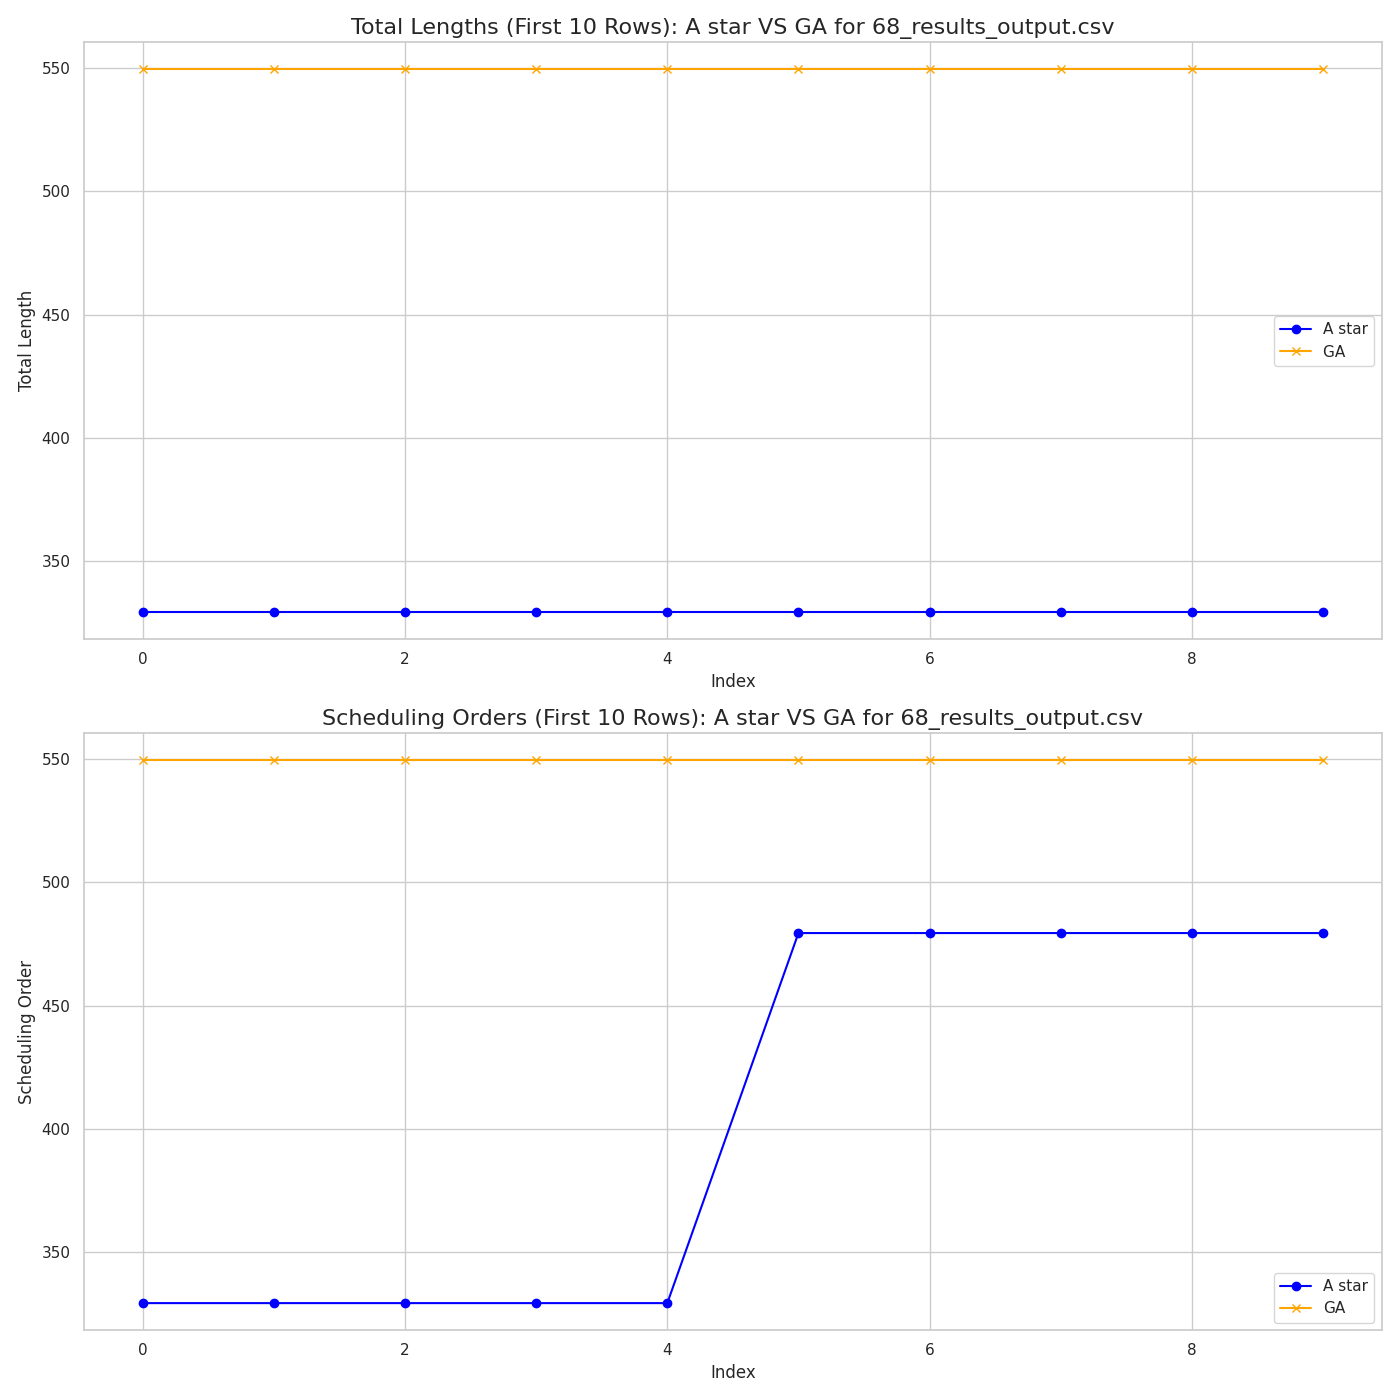 Total Lengths (First 10 Rows): A star VS GA for 68_results_output.csv
550
500
450
400
350
Total Length
A star
GA
0 2 4 6 8
Index
Scheduling Orders (First 10 Rows): A star VS GA for 68_results_output.csv
550
500
450
400
350
Scheduling Order
A star
GA
0 2 4 6 8
Index